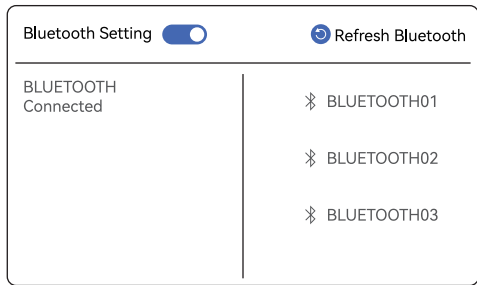 Bluetooth Setting
Refresh Bluetooth
BLUETOOTH
Connected
BLUETOOTH01
BLUETOOTH02
BLUETOOTH03